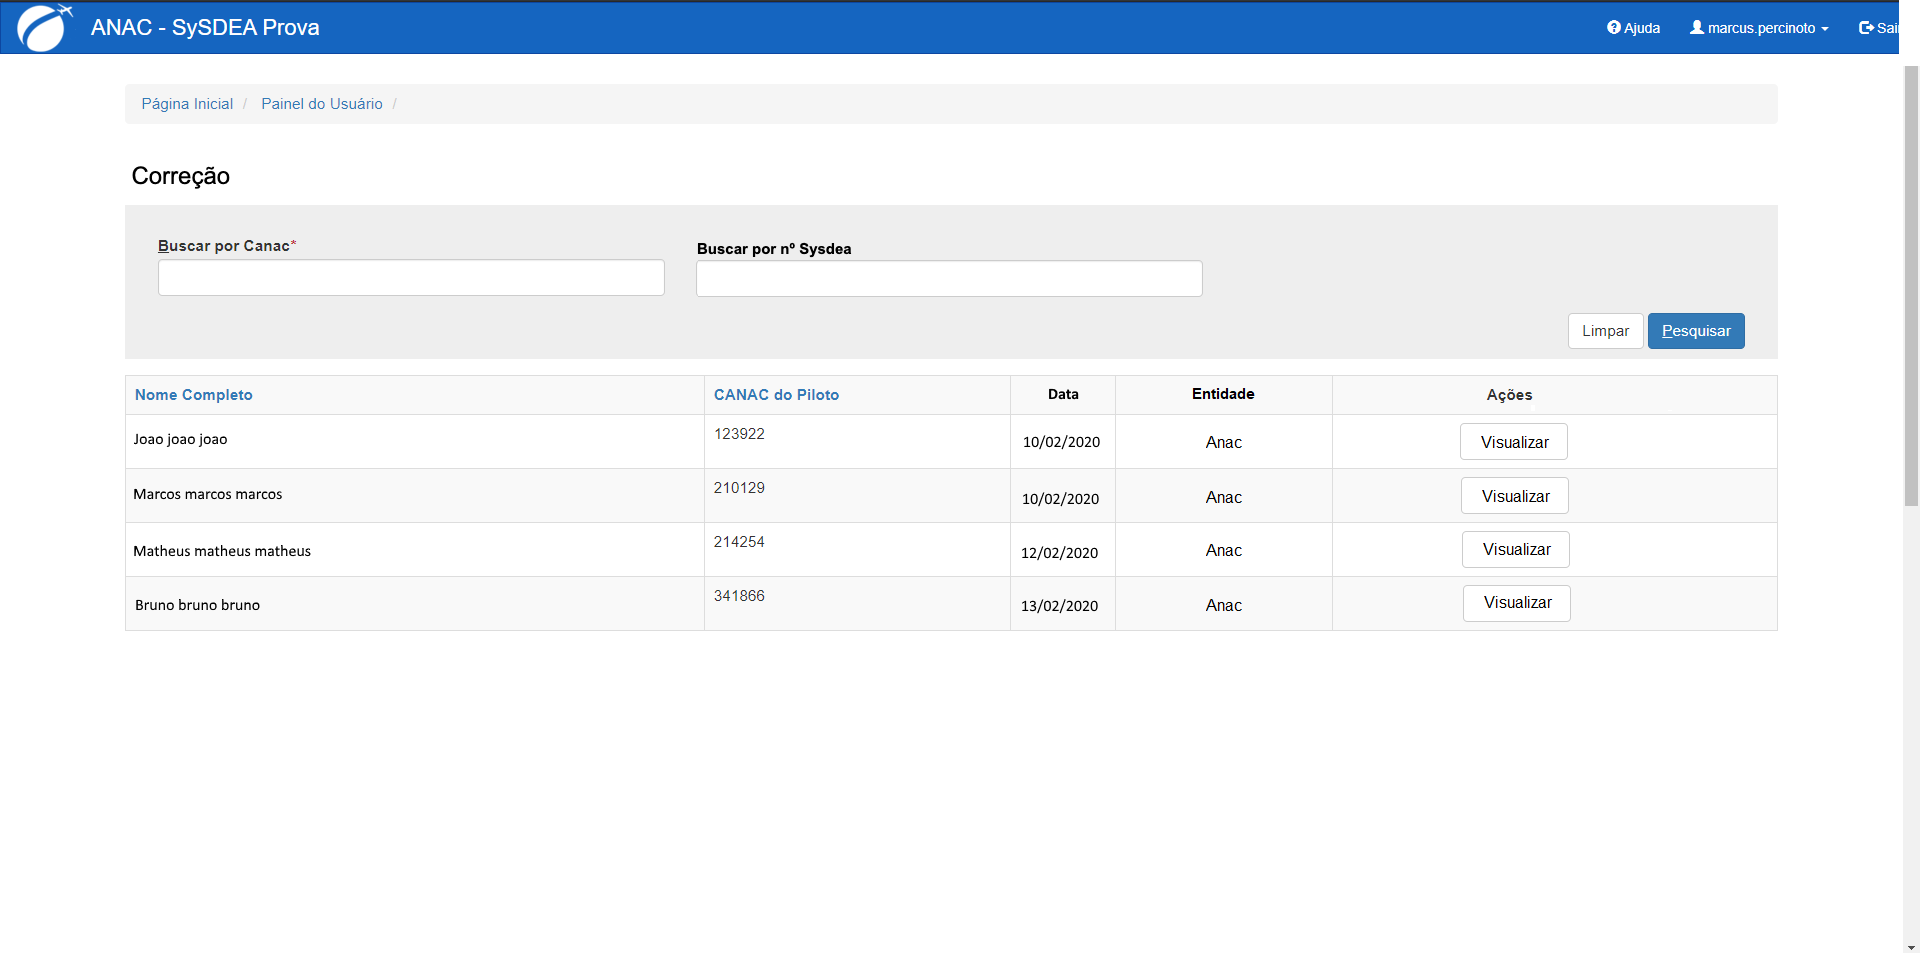 ANAC - SySDEA Prova
Ajuda marcus.percinoto Sair
Página Inicial / Painel do Usuário /
Correção
Buscar por Canac* Buscar por nº Sysdea
Limpar Pesquisar
Nome Completo CANAC do Piloto Data Entidade Ações
Joao joao joao 123922 10/02/2020 Anac Visualizar
Marcos marcos marcos 210129 10/02/2020 Anac Visualizar
Matheus matheus matheus 214254 12/02/2020 Anac Visualizar
Bruno bruno bruno 341866 13/02/2020 Anac Visualizar